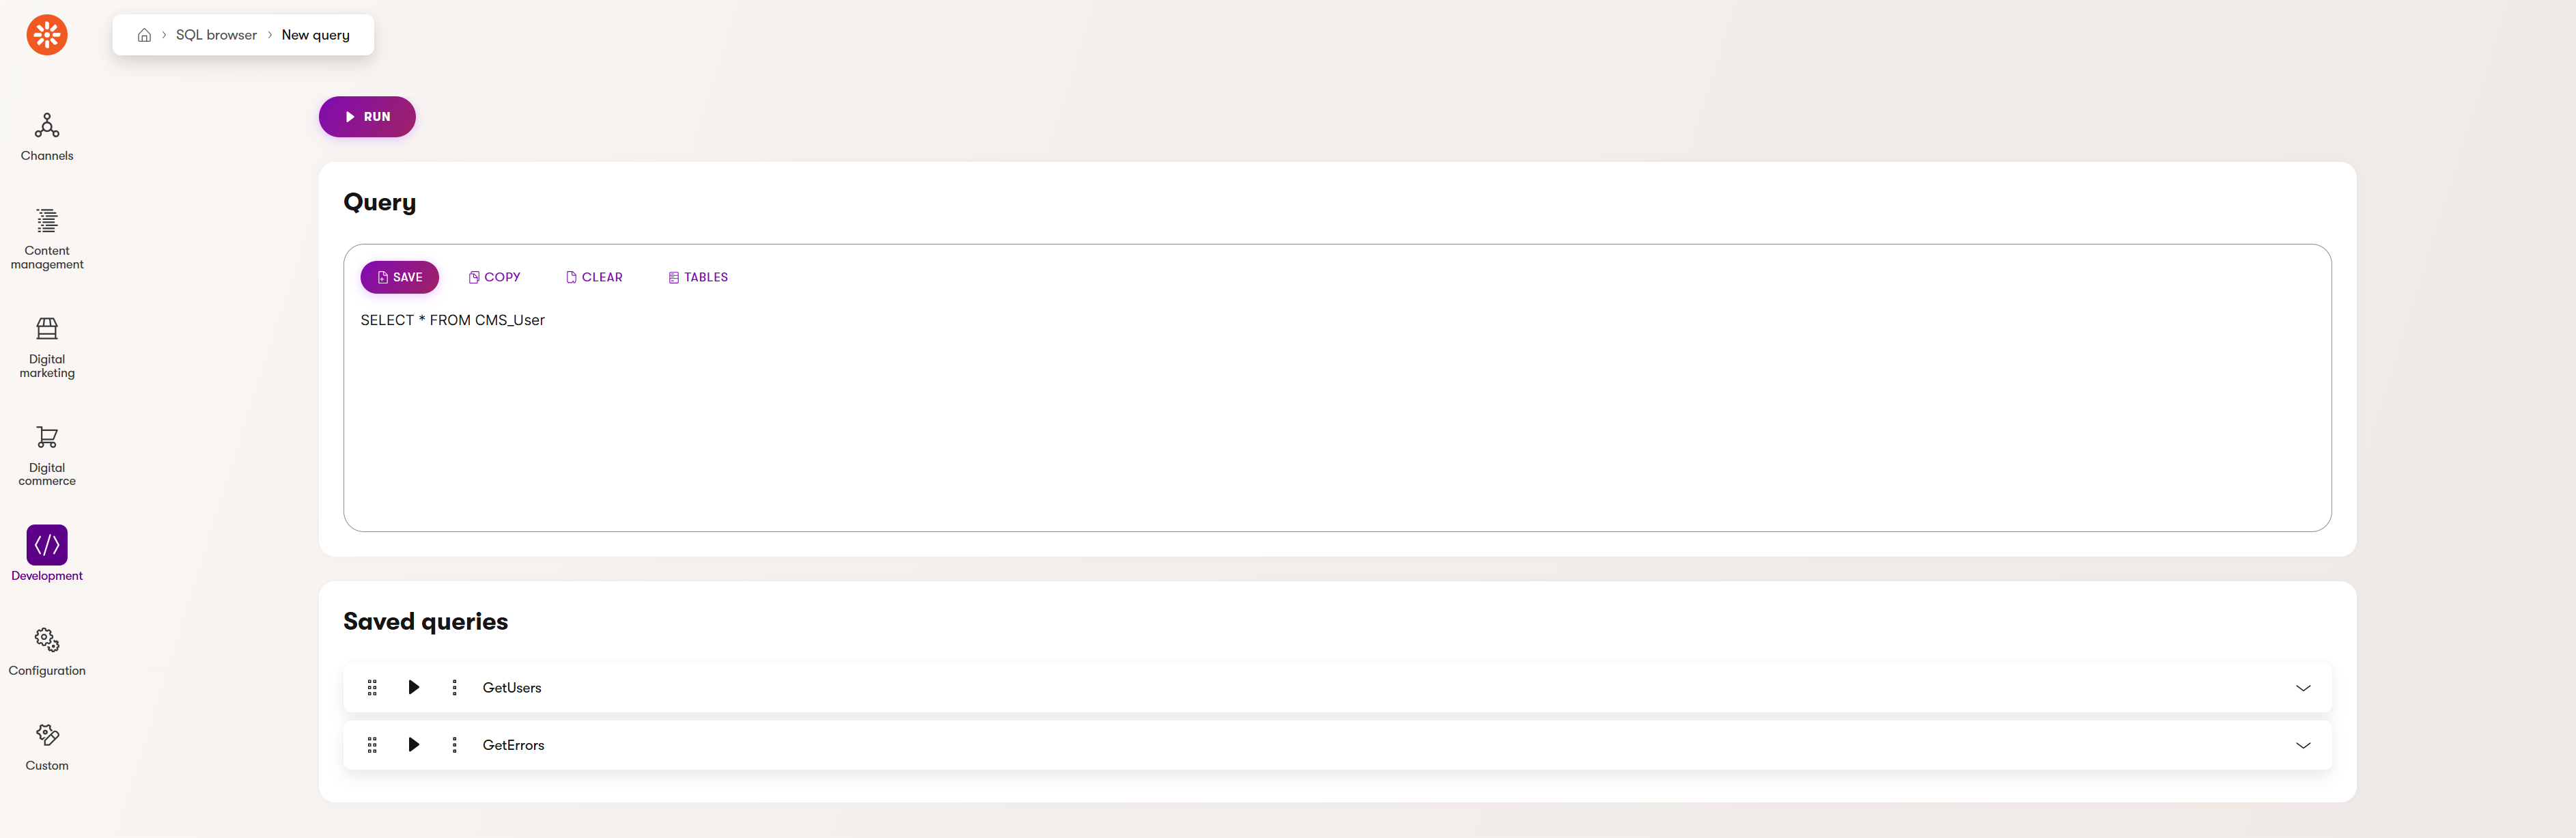 SQL browser
New query
Channels
Content
management
Digital
marketing
Digital
commerce
Development
Configuration
Custom
RUN
Query
SAVE
COPY
CLEAR
TABLES
SELECT * FROM CMS_User
Saved queries
GetUsers
GetErrors